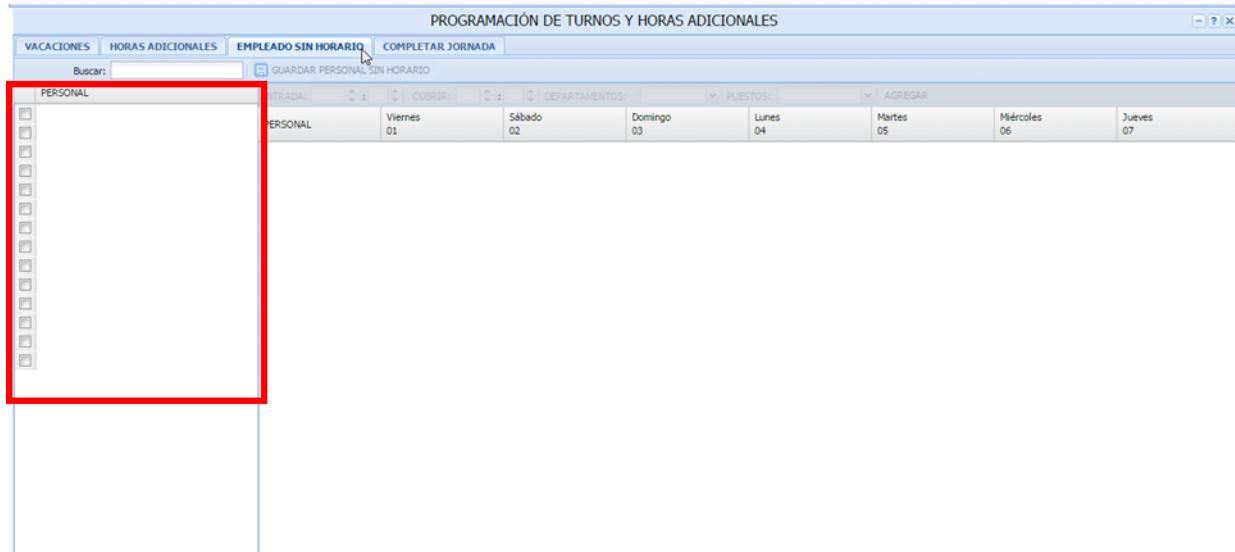 PROGRAMACIÓN DE TURNOS Y HORAS ADICIONALES
VACACIONES HORAS ADICIONALES EMPLEADO SIN HORARIO COMPLETAR JORNADA
Buscar: GUARDAR PERSONAL SIN HORARIO
PERSONAL NTRADA: : CUBRIR: : DEPARTAMENTOS: PUESTOS: AGREGAR
PERSONAL Viernes Sábado Domingo Lunes Martes Miércoles Jueves
01 02 03 04 05 06 07